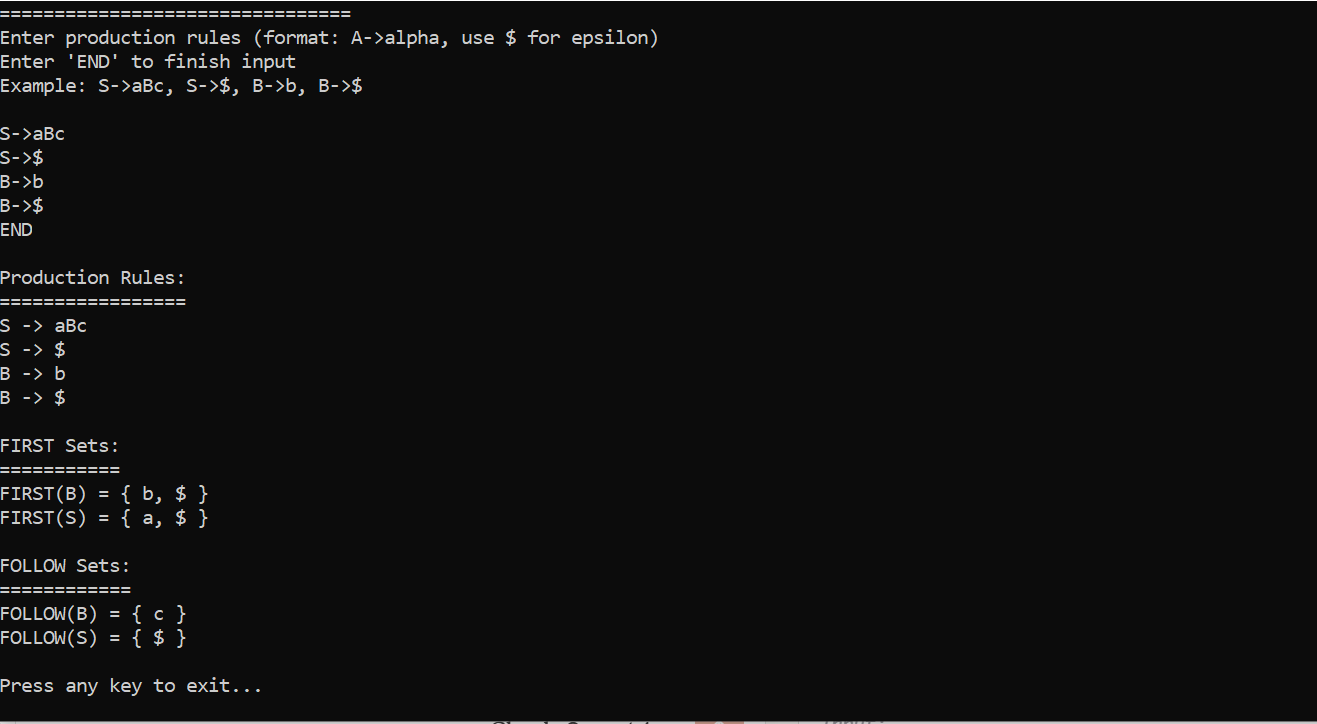 ================================
Enter production rules (format: A->alpha, use $ for epsilon)
Enter 'END' to finish input
Example: S->aBc, S->$, B->b, B->$
S->aBc
S->$
B->b
B->$
END
Production Rules:
=================
S -> aBc
S -> $
B -> b
B -> $
FIRST Sets:
===========
FIRST(B) = { b, $ }
FIRST(S) = { a, $ }
FOLLOW Sets:
============
FOLLOW(B) = { c }
FOLLOW(S) = { $ }
Press any key to exit...